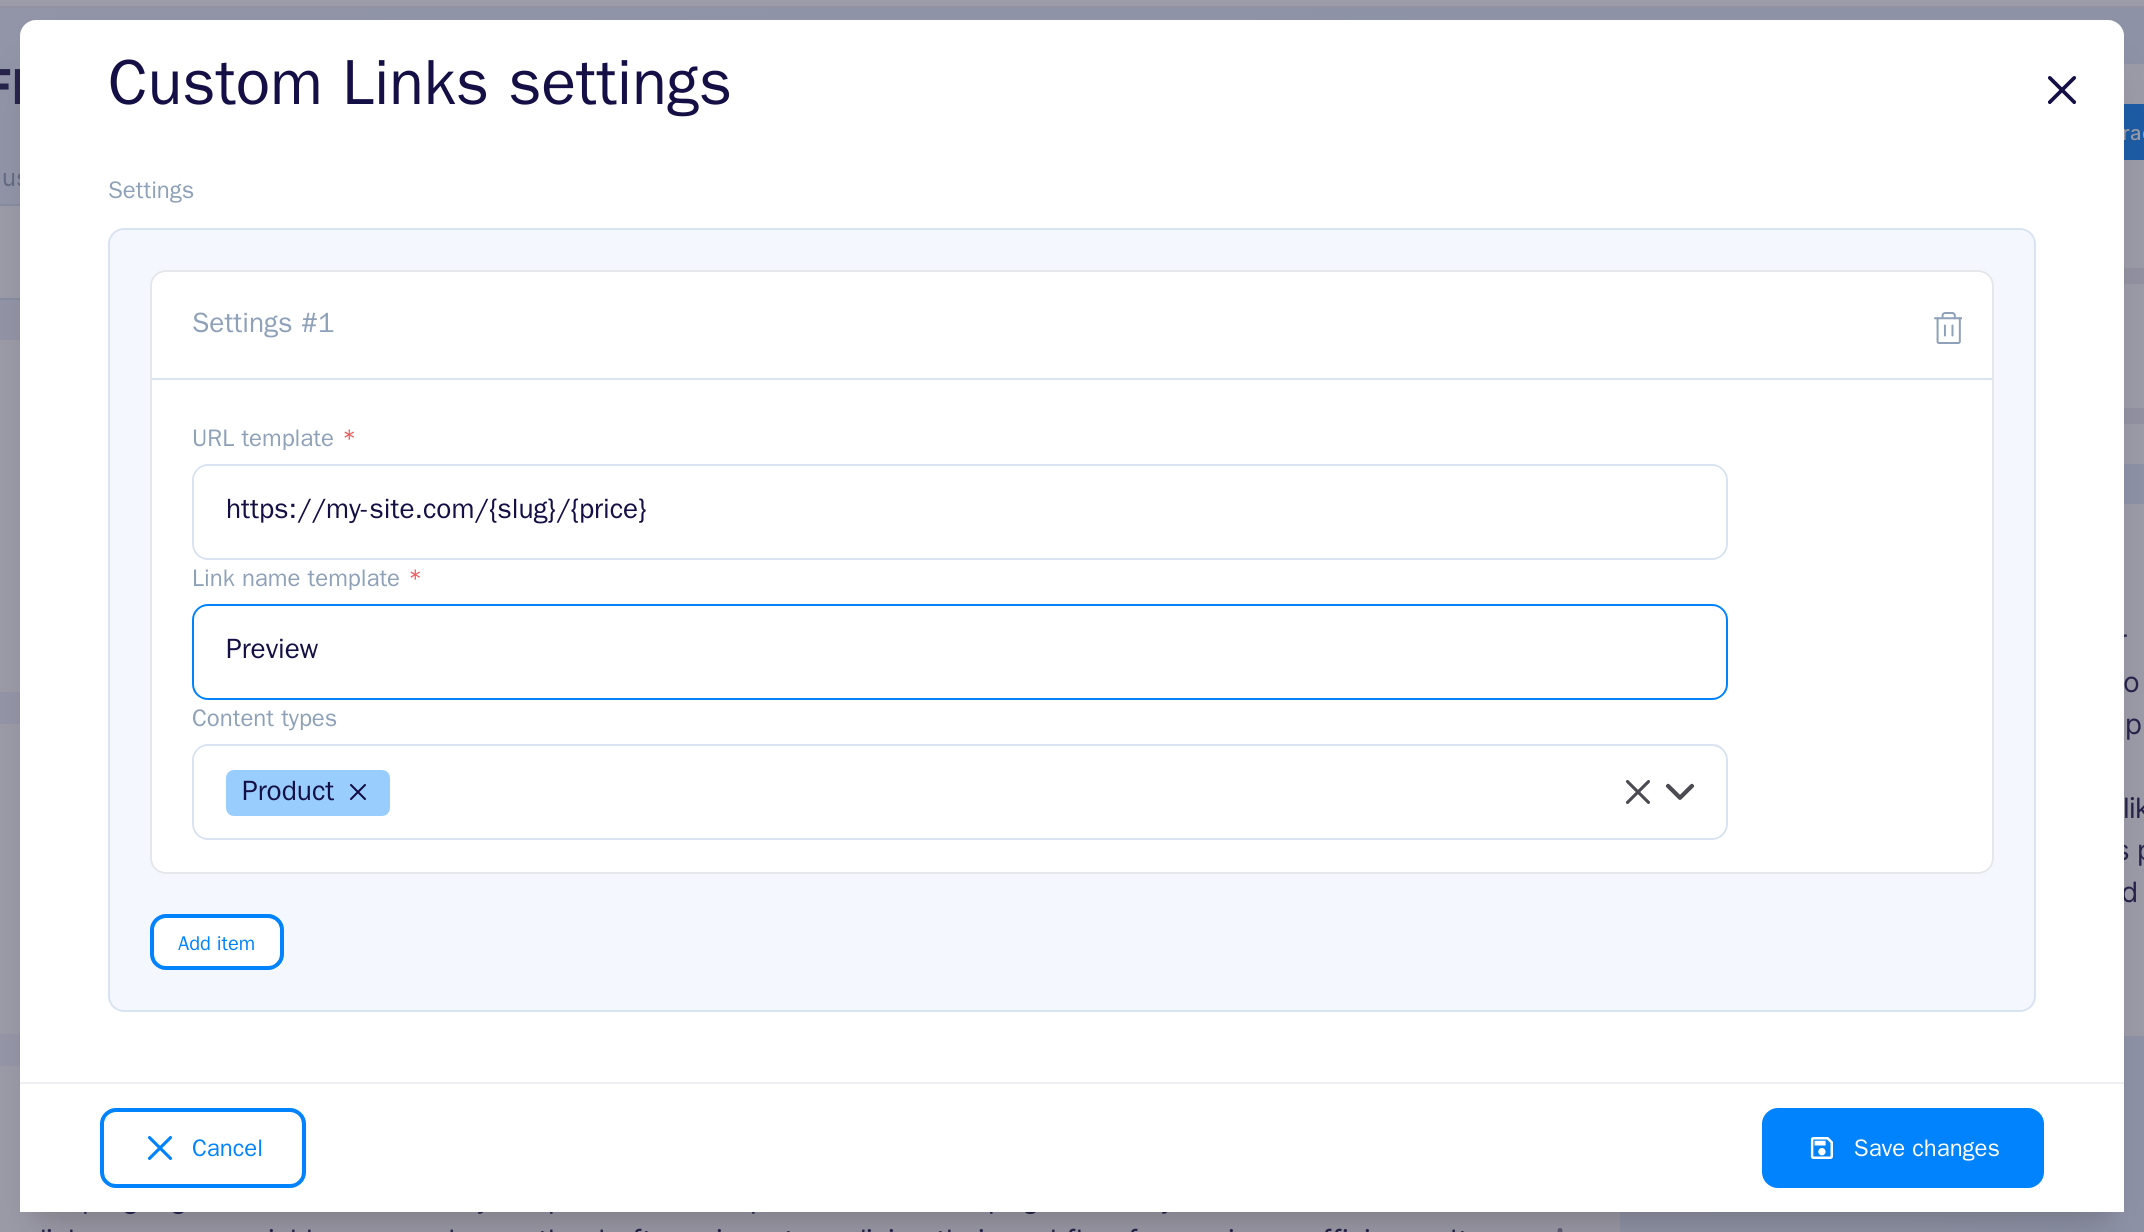 Custom Links settings
Settings
Settings #1
URL template *
https://my-site.com/{slug}/{price}
Link name template *
Preview
Content types
Product
Add item
Cancel
Save changes